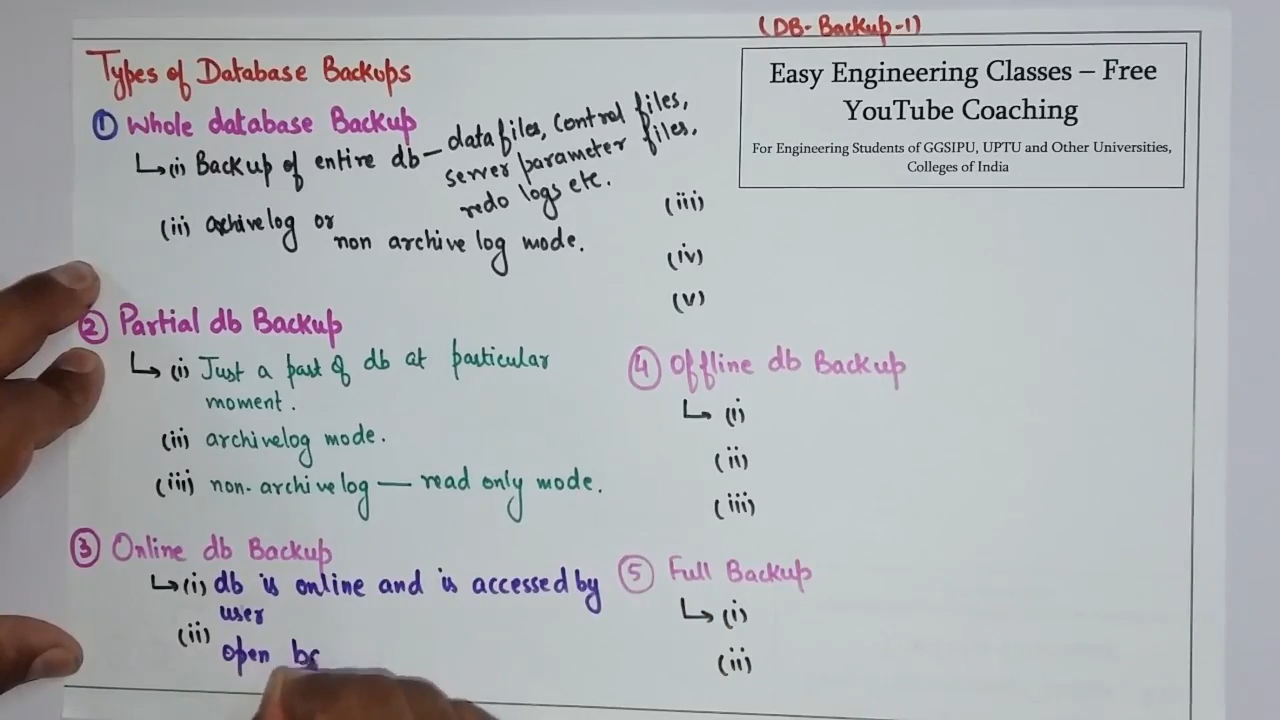 (DB-Backup-1)
Types of Database Backups
Easy Engineering Classes – Free
YouTube Coaching
For Engineering Students of GGSIPU, UPTU and Other Universities,
Colleges of India
① Whole database Backup
(i) Backup of entire db – data files, Control files,
server parameter files,
redo logs etc.
(ii) achivelog or
non archive log mode.
② Partial db Backup
(i) Just a part of db at particular
moment.
(ii) archivelog mode.
(iii) non-archivelog — read only mode.
③ Online db Backup
(i) db is online and is accessed by
user
(ii)
open
(iii)
(iv)
(v)
④ Offline db Backup
(i)
(ii)
(iii)
⑤ Full Backup
(i)
(ii)